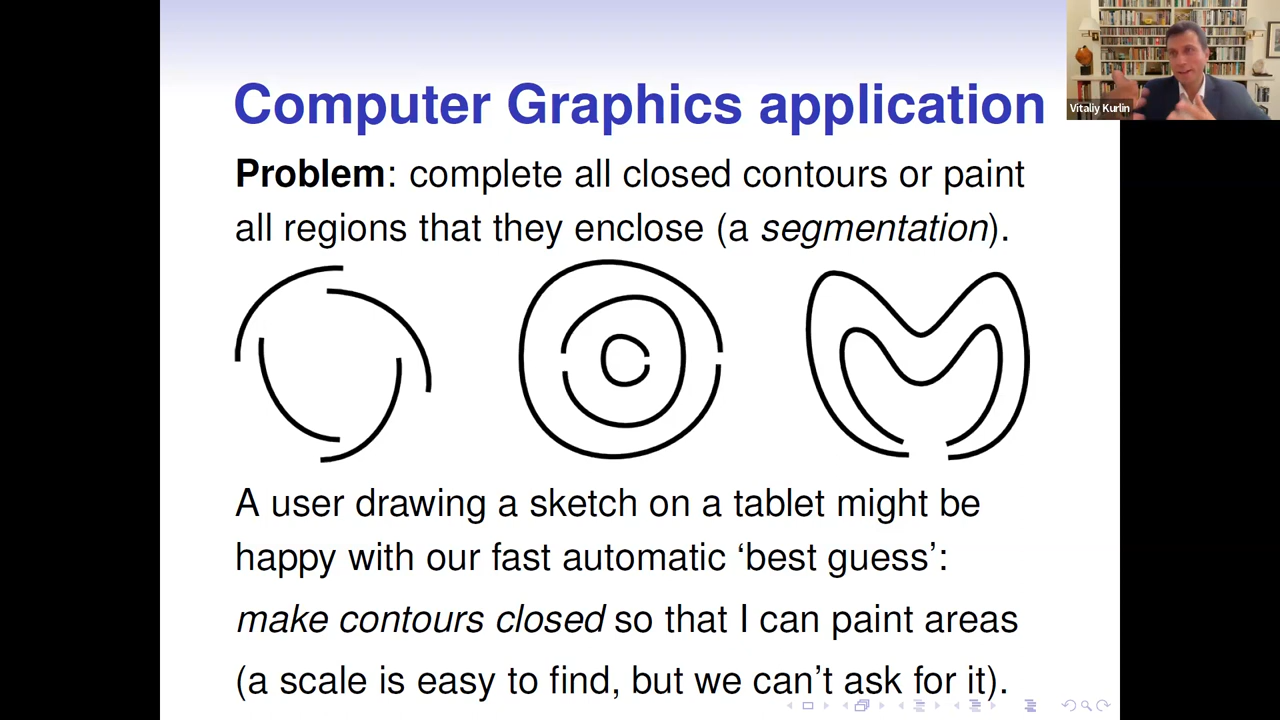 Computer Graphics application
Vitaliy Kurlin
Problem: complete all closed contours or paint
all regions that they enclose (a segmentation).
A user drawing a sketch on a tablet might be
happy with our fast automatic ‘best guess’:
make contours closed so that I can paint areas
(a scale is easy to find, but we can’t ask for it).